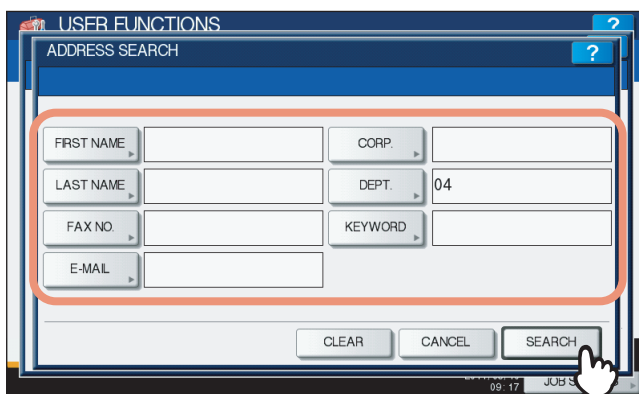 USER FUNCTIONS
?
ADDRESS SEARCH
?
FIRST NAME
CORP.
LAST NAME
DEPT.
04
FAX NO.
KEYWORD
E-MAIL
CLEAR
CANCEL
SEARCH
09:17
JOB S